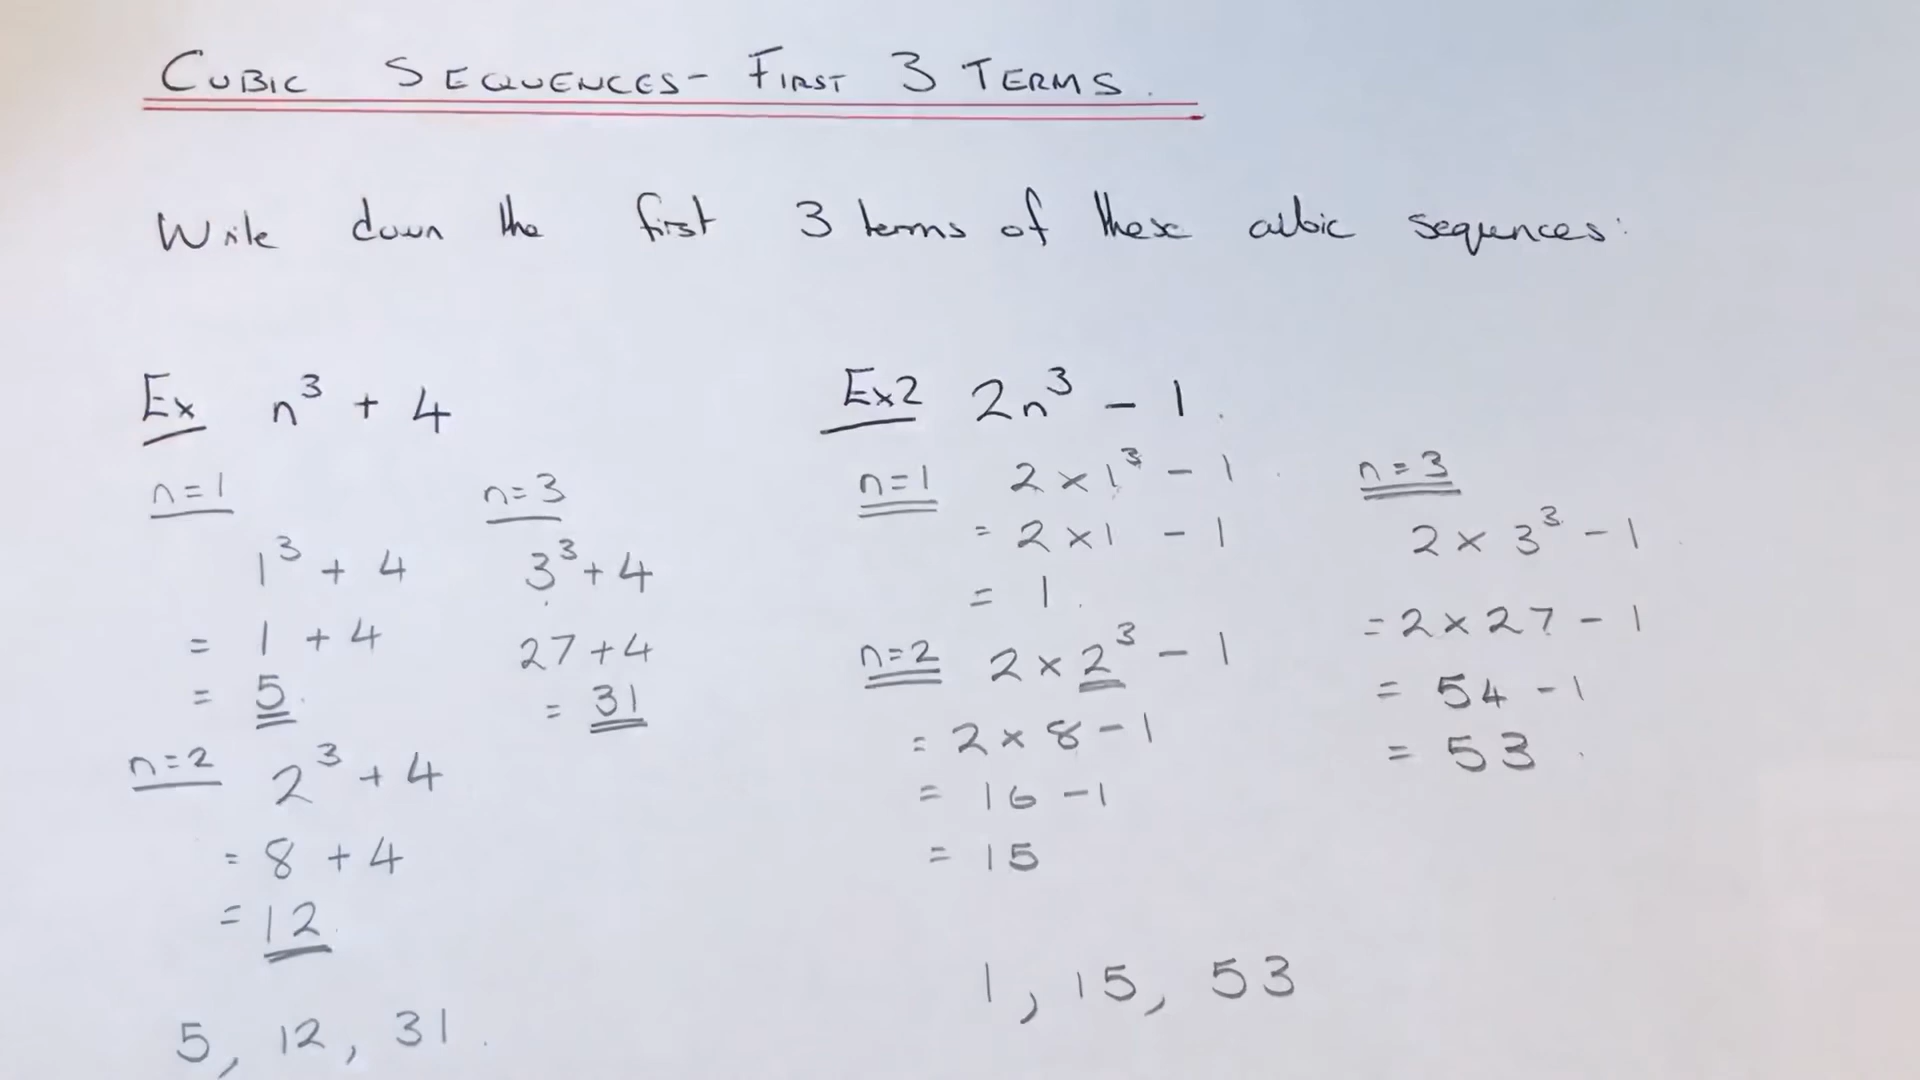 CUBIC SEQUENCES- FIRST 3 TERMS.
Write down the first 3 terms of these cubic sequences:
Ex n³ + 4
n=1
1³ + 4
= 1 + 4
= 5
n=2 2³ + 4
= 8 + 4
= 12
n=3
3³ + 4
27 + 4
= 31
5, 12, 31.
Ex2 2n³ - 1.
n=1 2 × 1³ - 1
= 2 × 1 - 1
= 1.
n=2 2 × 2³ - 1
= 2 × 8 - 1
= 16 - 1
= 15
n=3
2 × 3³ - 1
= 2 × 27 - 1
= 54 - 1
= 53
1, 15, 53